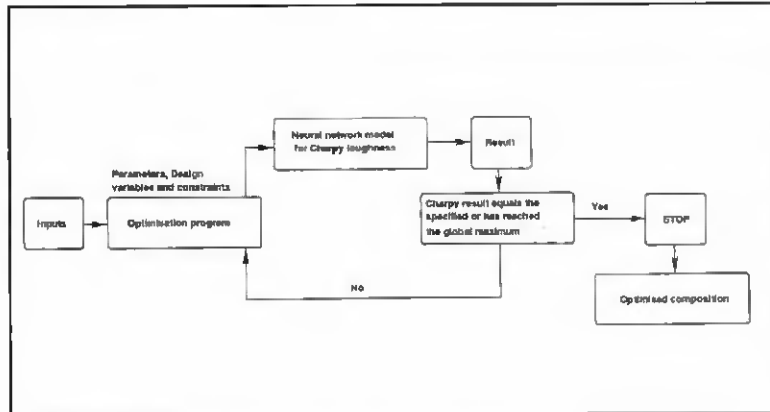 Neural network model
for Charpy toughness
Result
Parameters, Design
variables and constraints
Inputs
Optimisation program
Charpy result equals the
specified or has reached
the global maximum
Yes
STOP
No
Optimised composition